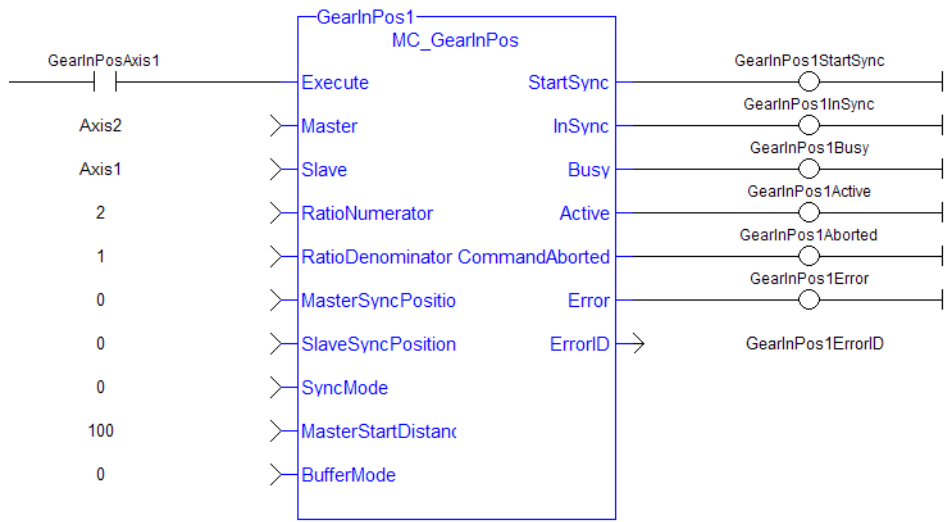 GearInPos1
MC_GearInPos
GearInPosAxis1 Execute StartSync GearInPos1StartSync
Axis2 Master InSync GearInPos1InSync
Axis1 Slave Busy GearInPos1Busy
2 RatioNumerator Active GearInPos1Active
1 RatioDenominator CommandAborted GearInPos1Aborted
0 MasterSyncPositio Error GearInPos1Error
0 SlaveSyncPosition ErrorID GearInPos1ErrorID
0 SyncMode
100 MasterStartDistanc
0 BufferMode